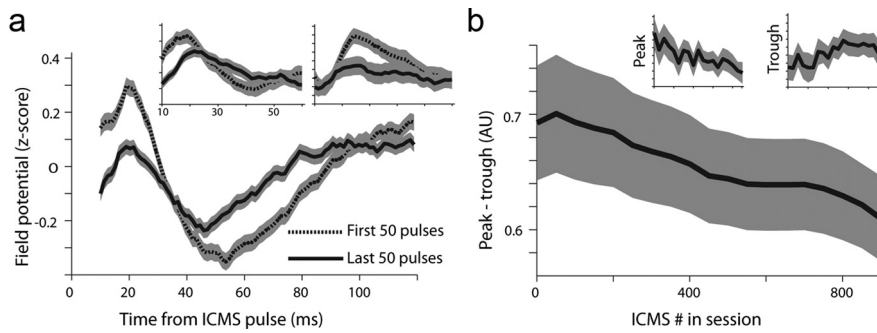 a
Field potential (z-score)
0.4
0.2
O
-0.2
0
20
40
60
80
100
Time from ICMS pulse (ms)
10
30
50
First 50 pulses
Last 50 pulses
b
Peak - trough (AU)
0.7
0.6
0
400
800
ICMS # in session
Peak
Trough